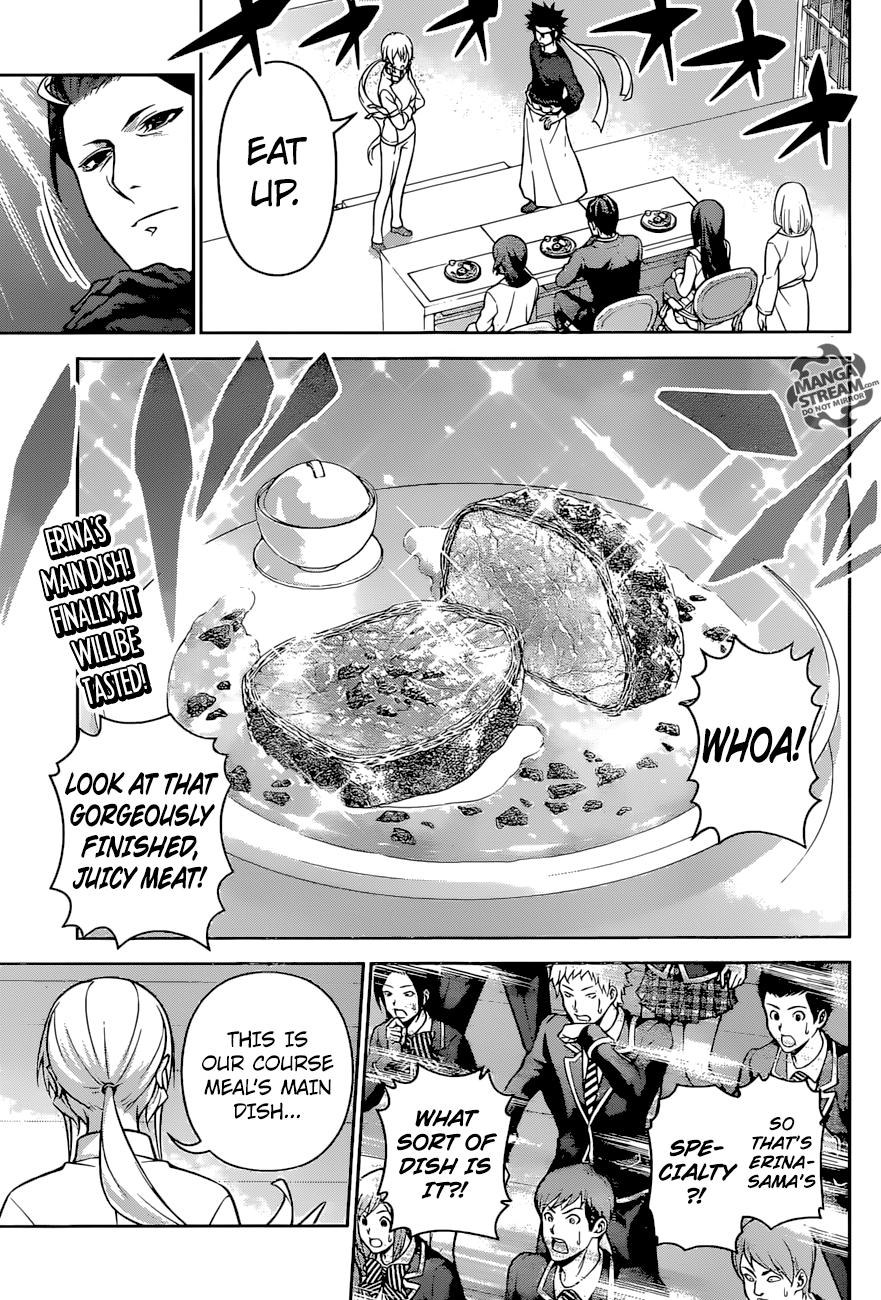 EAT
UP.
MANGA
STREAM.com
DO NOT MIRROR
WHOA!
ERINA'S
MAIN DISH!
FINALLY, IT
WILL BE
TASTED!
LOOK AT THAT
GORGEOUSLY
FINISHED,
JUICY MEAT!
SO
THAT'S
ERINA-
SAMA'S
SPE-
CIALTY
?!
WHAT
SORT OF
DISH IS
IT?!
THIS IS
OUR COURSE
MEAL'S MAIN
DISH...